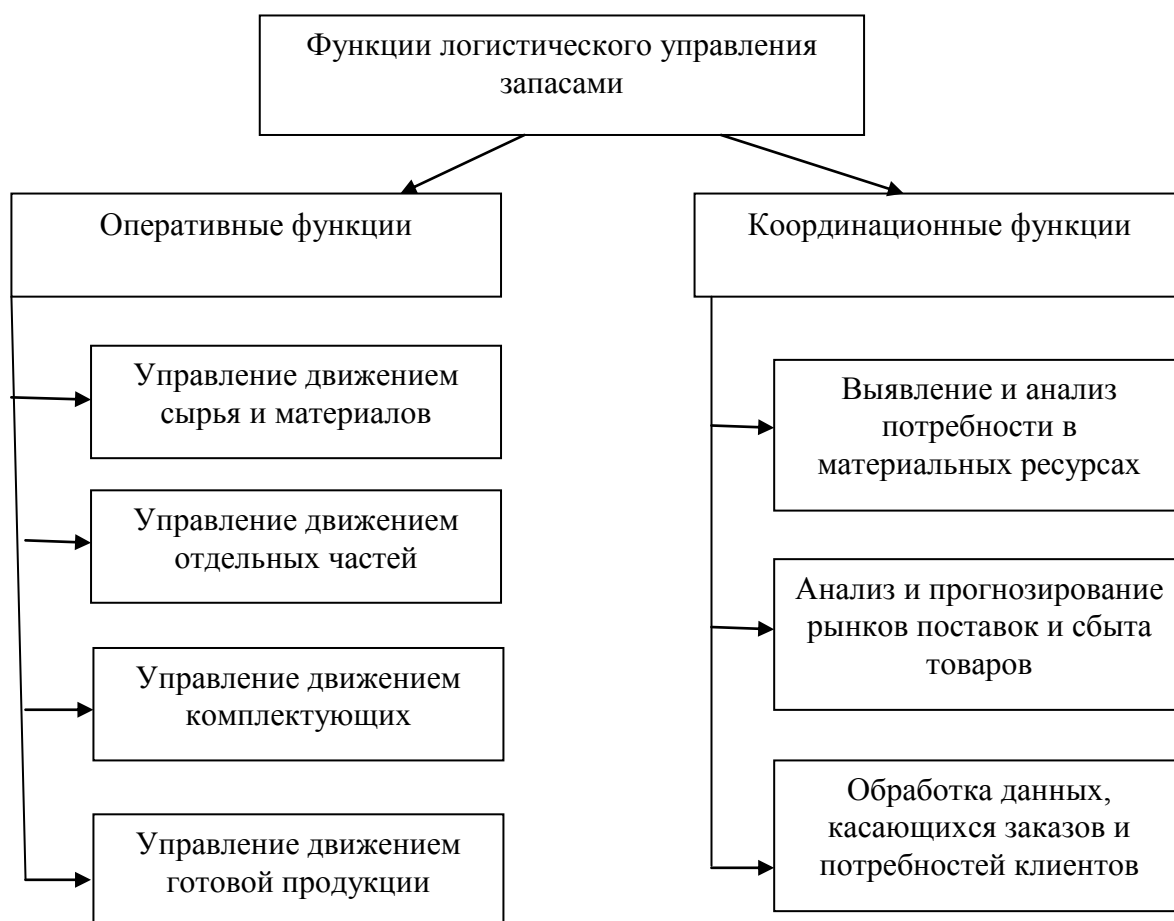 Функции логистического управления
запасами
Оперативные функции
Управление движением
сырья и материалов
Управление движением
отдельных частей
Управление движением
комплектующих
Управление движением
готовой продукции
Координационные функции
Выявление и анализ
потребности в
материальных ресурсах
Анализ и прогнозирование
рынков поставок и сбыта
товаров
Обработка данных,
касающихся заказов и
потребностей клиентов